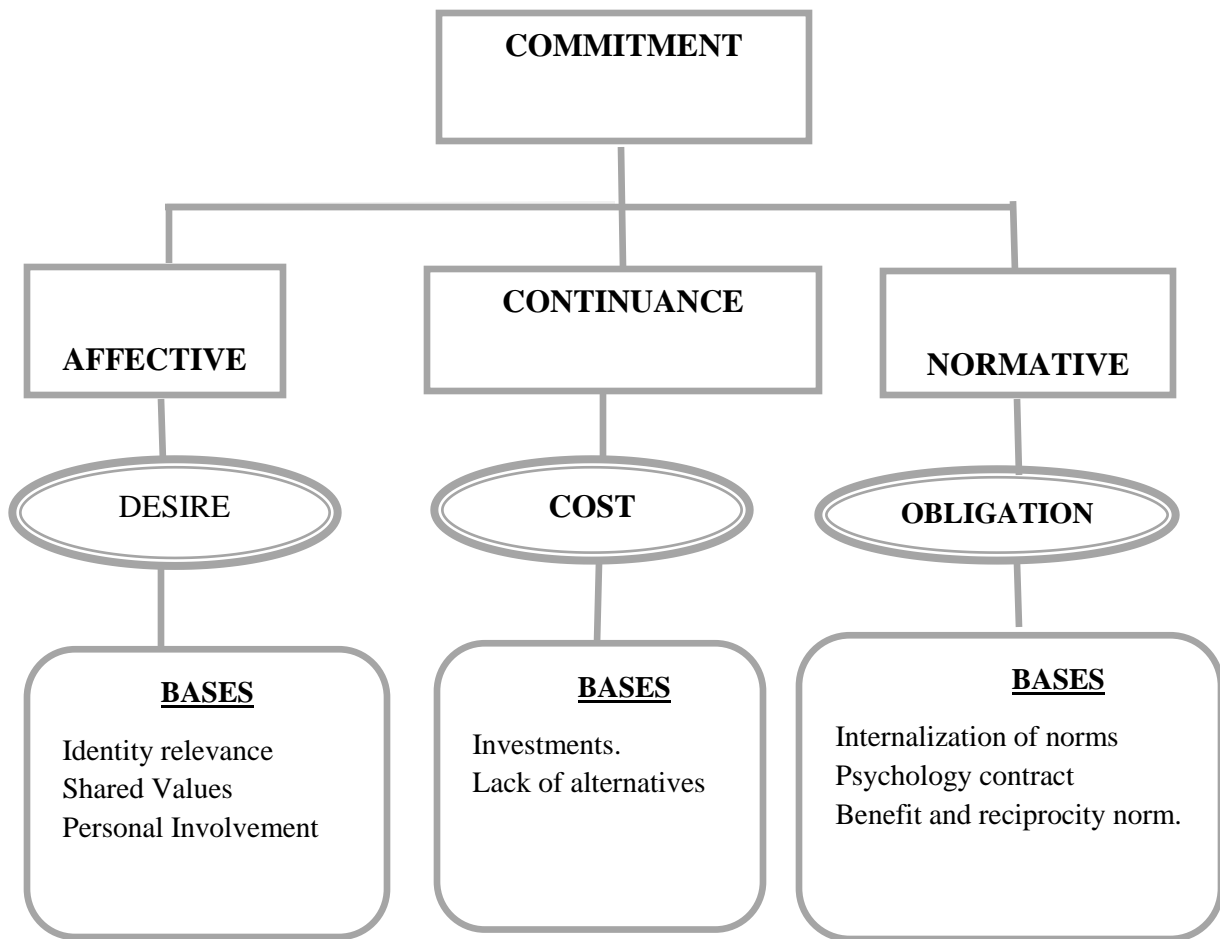 COMMITMENT
AFFECTIVE
CONTINUANCE
NORMATIVE
DESIRE
COST
OBLIGATION
BASES
Identity relevance
Shared Values
Personal Involvement
BASES
Investments.
Lack of alternatives
BASES
Internalization of norms
Psychology contract
Benefit and reciprocity norm.